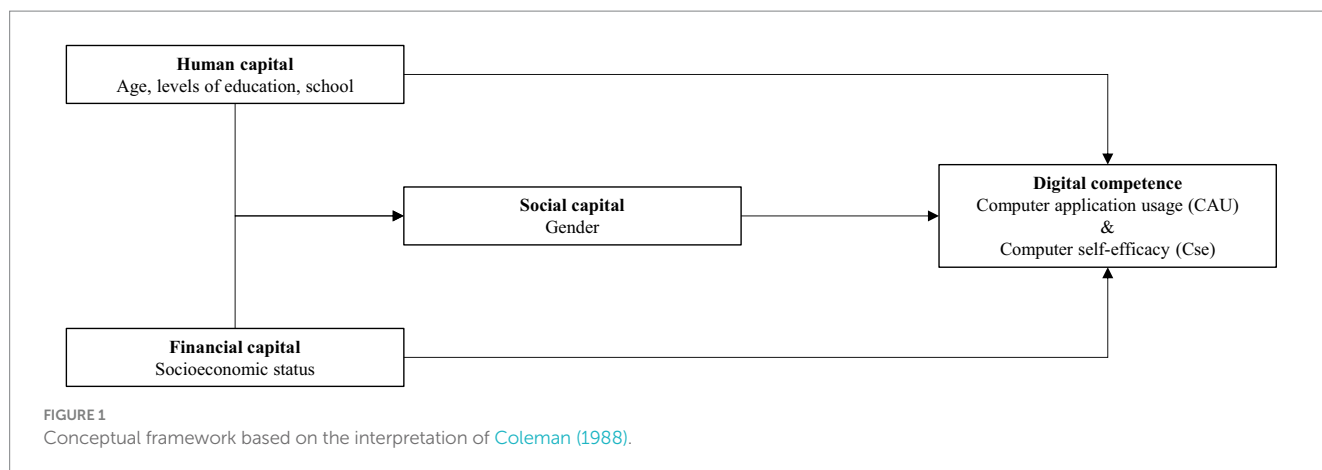 Human capital
Age, levels of education, school
Social capital
Gender
Digital competence
Computer application usage (CAU)
&
Computer self-efficacy (Cse)
Financial capital
Socioeconomic status
FIGURE 1
Conceptual framework based on the interpretation of Coleman (1988).